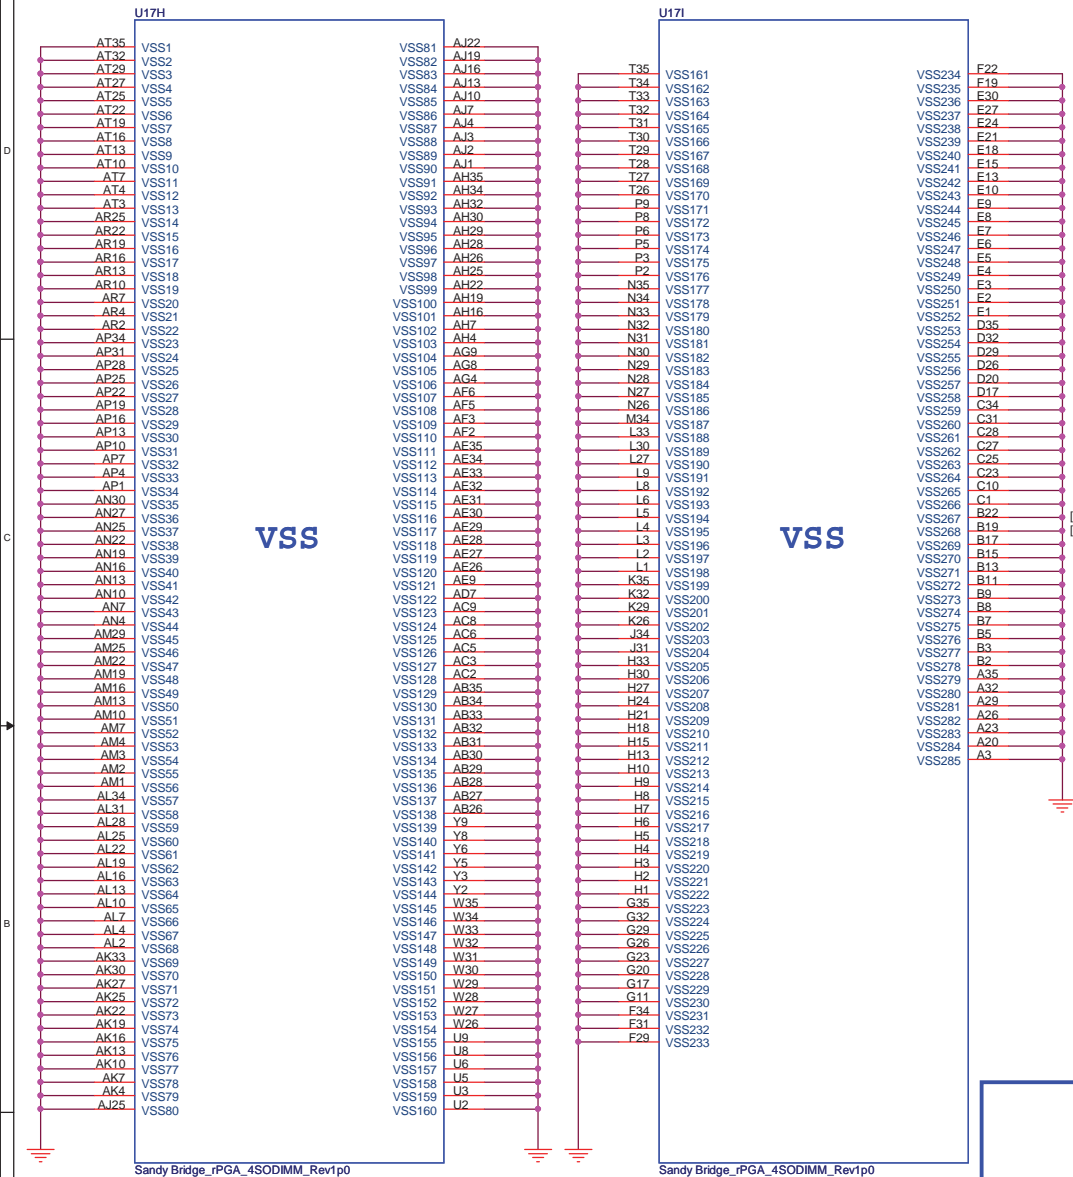 U17H
AT35 VSS1 VSS81 AJ22
AT32 VSS2 VSS82 AJ19
AT29 VSS3 VSS83 AJ16
AT27 VSS4 VSS84 AJ13
AT25 VSS5 VSS85 AJ10
AT22 VSS6 VSS86 AJ7
AT19 VSS7 VSS87 AJ4
AT16 VSS8 VSS88 AJ3
AT13 VSS9 VSS89 AJ2
AT10 VSS10 VSS90 AJ1
AT7 VSS11 VSS91 AH35
AT4 VSS12 VSS92 AH34
AT3 VSS13 VSS93 AH32
AR25 VSS14 VSS94 AH30
AR22 VSS15 VSS95 AH29
AR19 VSS16 VSS96 AH28
AR16 VSS17 VSS97 AH26
AR13 VSS18 VSS98 AH25
AR10 VSS19 VSS99 AH22
AR7 VSS20 VSS100 AH19
AR4 VSS21 VSS101 AH16
AR2 VSS22 VSS102 AH7
AP34 VSS23 VSS103 AH4
AP31 VSS24 VSS104 AG9
AP28 VSS25 VSS105 AG8
AP25 VSS26 VSS106 AG4
AP22 VSS27 VSS107 AF6
AP19 VSS28 VSS108 AF5
AP16 VSS29 VSS109 AF3
AP13 VSS30 VSS110 AF2
AP10 VSS31 VSS111 AE35
AP7 VSS32 VSS112 AE34
AP4 VSS33 VSS113 AE33
AP1 VSS34 VSS114 AE32
AN30 VSS35 VSS115 AE31
AN27 VSS36 VSS116 AE30
AN25 VSS37 VSS117 AE29
AN22 VSS38 VSS118 AE28
AN19 VSS39 VSS119 AE27
AN16 VSS40 VSS120 AE26
AN13 VSS41 VSS121 AE9
AN10 VSS42 VSS122 AD7
AN7 VSS43 VSS123 AC9
AN4 VSS44 VSS124 AC8
AM29 VSS45 VSS125 AC6
AM25 VSS46 VSS126 AC5
AM22 VSS47 VSS127 AC3
AM19 VSS48 VSS128 AC2
AM16 VSS49 VSS129 AB35
AM13 VSS50 VSS130 AB34
AM10 VSS51 VSS131 AB33
AM7 VSS52 VSS132 AB32
AM4 VSS53 VSS133 AB31
AM3 VSS54 VSS134 AB30
AM2 VSS55 VSS135 AB29
AM1 VSS56 VSS136 AB28
AL34 VSS57 VSS137 AB27
AL31 VSS58 VSS138 AB26
AL28 VSS59 VSS139 Y9
AL25 VSS60 VSS140 Y8
AL22 VSS61 VSS141 Y6
AL19 VSS62 VSS142 Y5
AL16 VSS63 VSS143 Y3
AL13 VSS64 VSS144 Y2
AL10 VSS65 VSS145 W35
AL7 VSS66 VSS146 W34
AL4 VSS67 VSS147 W33
AL2 VSS68 VSS148 W32
AK33 VSS69 VSS149 W31
AK30 VSS70 VSS150 W30
AK27 VSS71 VSS151 W29
AK25 VSS72 VSS152 W28
AK22 VSS73 VSS153 W27
AK19 VSS74 VSS154 W26
AK16 VSS75 VSS155 U9
AK13 VSS76 VSS156 U8
AK10 VSS77 VSS157 U6
AK7 VSS78 VSS158 U5
AK4 VSS79 VSS159 U3
AJ25 VSS80 VSS160 U2
VSS
Sandy Bridge_rPGA_4SODIMM_Rev1p0
U17I
T35 VSS161 VSS234 F22
T34 VSS162 VSS235 F19
T33 VSS163 VSS236 E30
T32 VSS164 VSS237 E27
T31 VSS165 VSS238 E24
T30 VSS166 VSS239 E21
T29 VSS167 VSS240 E18
T28 VSS168 VSS241 E15
T27 VSS169 VSS242 E13
T26 VSS170 VSS243 E10
P9 VSS171 VSS244 E9
P8 VSS172 VSS245 E8
P6 VSS173 VSS246 E7
P5 VSS174 VSS247 E6
P3 VSS175 VSS248 E5
P2 VSS176 VSS249 E4
N35 VSS177 VSS250 E3
N34 VSS178 VSS251 E2
N33 VSS179 VSS252 E1
N32 VSS180 VSS253 D35
N31 VSS181 VSS254 D32
N30 VSS182 VSS255 D29
N29 VSS183 VSS256 D26
N28 VSS184 VSS257 D20
N27 VSS185 VSS258 D17
N26 VSS186 VSS259 C34
M34 VSS187 VSS260 C31
L33 VSS188 VSS261 C28
L30 VSS189 VSS262 C27
L27 VSS190 VSS263 C25
L9 VSS191 VSS264 C23
L8 VSS192 VSS265 C10
L6 VSS193 VSS266 C1
L5 VSS194 VSS267 B22
L4 VSS195 VSS268 B19
L3 VSS196 VSS269 B17
L2 VSS197 VSS270 B15
L1 VSS198 VSS271 B13
K35 VSS199 VSS272 B11
K32 VSS200 VSS273 B9
K29 VSS201 VSS274 B8
K26 VSS202 VSS275 B7
J34 VSS203 VSS276 B5
J31 VSS204 VSS277 B3
H33 VSS205 VSS278 B2
H30 VSS206 VSS279 A35
H27 VSS207 VSS280 A32
H24 VSS208 VSS281 A29
H21 VSS209 VSS282 A26
H18 VSS210 VSS283 A23
H15 VSS211 VSS284 A20
H13 VSS212 VSS285 A3
H10 VSS213
H9 VSS214
H8 VSS215
H7 VSS216
H6 VSS217
H5 VSS218
H4 VSS219
H3 VSS220
H2 VSS221
H1 VSS222
G35 VSS223
G32 VSS224
G29 VSS225
G26 VSS226
G23 VSS227
G20 VSS228
G17 VSS229
G11 VSS230
F34 VSS231
F31 VSS232
F29 VSS233
VSS
Sandy Bridge_rPGA_4SODIMM_Rev1p0
D
C
B